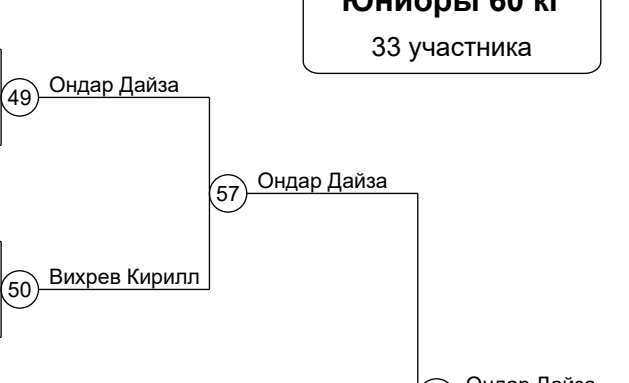 Юниоры 60 кг
33 участника
49 Ондар Дайза
57 Ондар Дайза
50 Вихрев Кирилл
Ондар Дайза